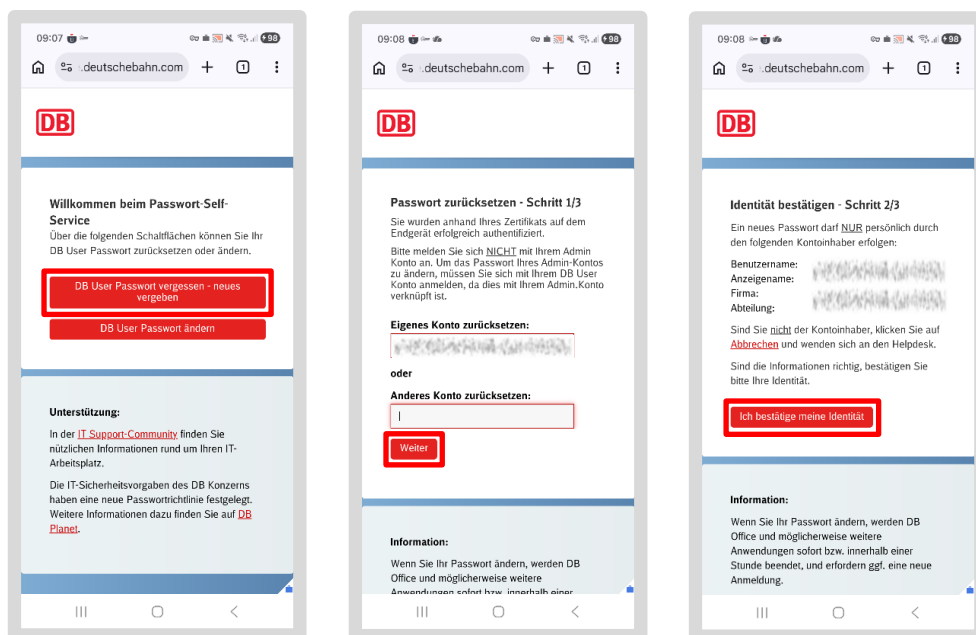 09:07
98
.deutschebahn.com
1
DB
Willkommen beim Passwort-Self-
Service
Über die folgenden Schaltflächen können Sie Ihr
DB User Passwort zurücksetzen oder ändern.
DB User Passwort vergessen - neues
vergeben
DB User Passwort ändern
Unterstützung:
In der IT Support-Community finden Sie
nützlichen Informationen rund um Ihren IT-
Arbeitsplatz.
Die IT-Sicherheitsvorgaben des DB Konzerns
haben eine neue Passwortrichtlinie festgelegt.
Weitere Informationen dazu finden Sie auf DB
Planet.
09:08
98
.deutschebahn.com
1
DB
Passwort zurücksetzen - Schritt 1/3
Sie wurden anhand Ihres Zertifikats auf dem
Endgerät erfolgreich authentifiziert.
Bitte melden Sie sich NICHT mit Ihrem Admin
Konto an. Um das Passwort Ihres Admin-Kontos
zu ändern, müssen Sie sich mit Ihrem DB User
Konto anmelden, da dies mit Ihrem Admin.Konto
verknüpft ist.
Eigenes Konto zurücksetzen:
oder
Anderes Konto zurücksetzen:
Weiter
Information:
Wenn Sie Ihr Passwort ändern, werden DB
Office und möglicherweise weitere
Anwendungen sofort bzw. innerhalb einer
09:08
98
.deutschebahn.com
1
DB
Identität bestätigen - Schritt 2/3
Ein neues Passwort darf NUR persönlich durch
den folgenden Kontoinhaber erfolgen:
Benutzername:
Anzeigename:
Firma:
Abteilung:
Sind Sie nicht der Kontoinhaber, klicken Sie auf
Abbrechen und wenden sich an den Helpdesk.
Sind die Informationen richtig, bestätigen Sie
bitte Ihre Identität.
Ich bestätige meine Identität
Information:
Wenn Sie Ihr Passwort ändern, werden DB
Office und möglicherweise weitere
Anwendungen sofort bzw. innerhalb einer
Stunde beendet, und erfordern ggf. eine neue
Anmeldung.